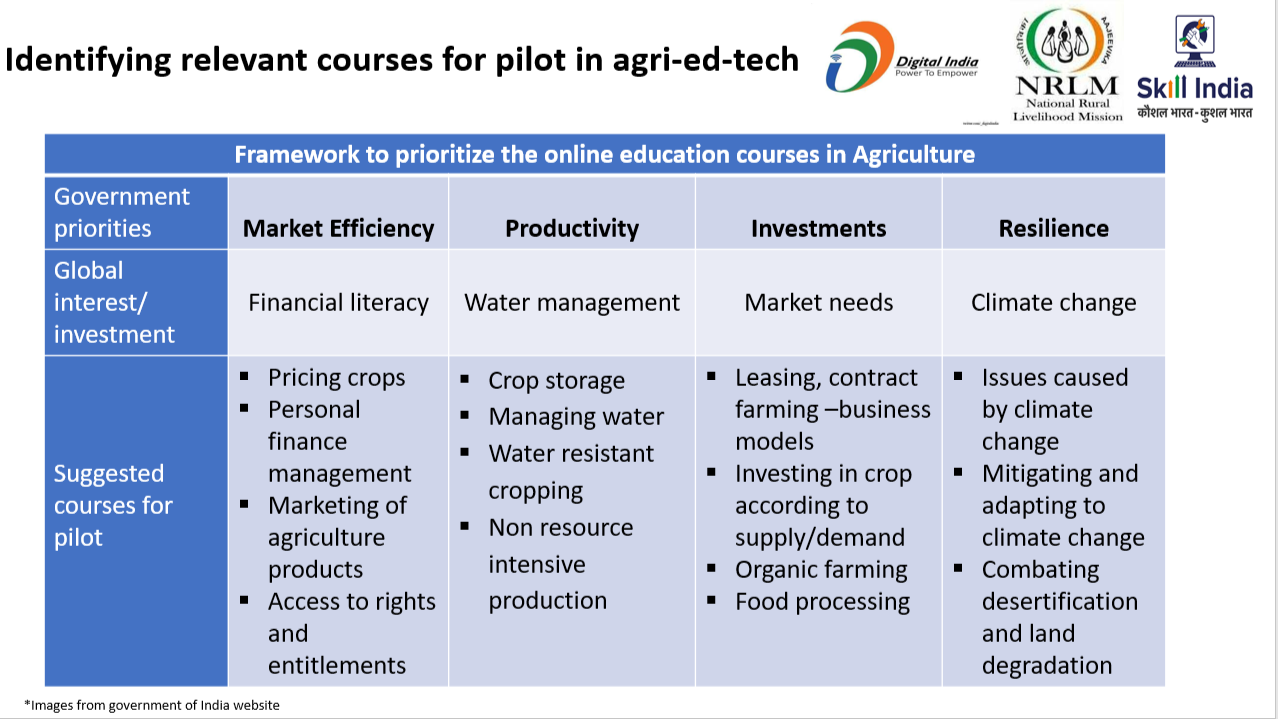 Identifying relevant courses for pilot in agri-ed-tech
Digital India
Power To Empower
आजीविका
AAJEEVIKA
NRLM
National Rural
Livelihood Mission
Skill India
कौशल भारत-कुशल भारत
Framework to prioritize the online education courses in Agriculture
Government
priorities
Market Efficiency
Productivity
Investments
Resilience
Global
interest/
investment
Financial literacy
Water management
Market needs
Climate change
Suggested
courses for
pilot
▪ Pricing crops
▪ Personal
finance
management
▪ Marketing of
agriculture
products
▪ Access to rights
and
entitlements
▪ Crop storage
▪ Managing water
▪ Water resistant
cropping
▪ Non resource
intensive
production
▪ Leasing, contract
farming –business
models
▪ Investing in crop
according to
supply/demand
▪ Organic farming
▪ Food processing
▪ Issues caused
by climate
change
▪ Mitigating and
adapting to
climate change
▪ Combating
desertification
and land
degradation
*Images from government of India website